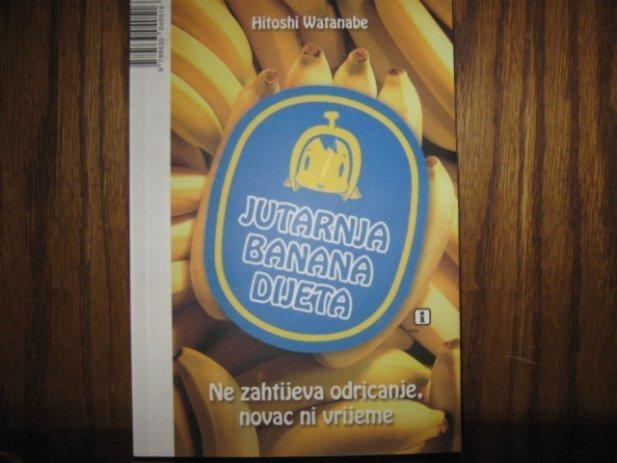 Hitoshi Watanabe
JUTARNJA
BANANA
DIJETA
i
Ne zahtijeva odricanje,
novac ni vrijeme